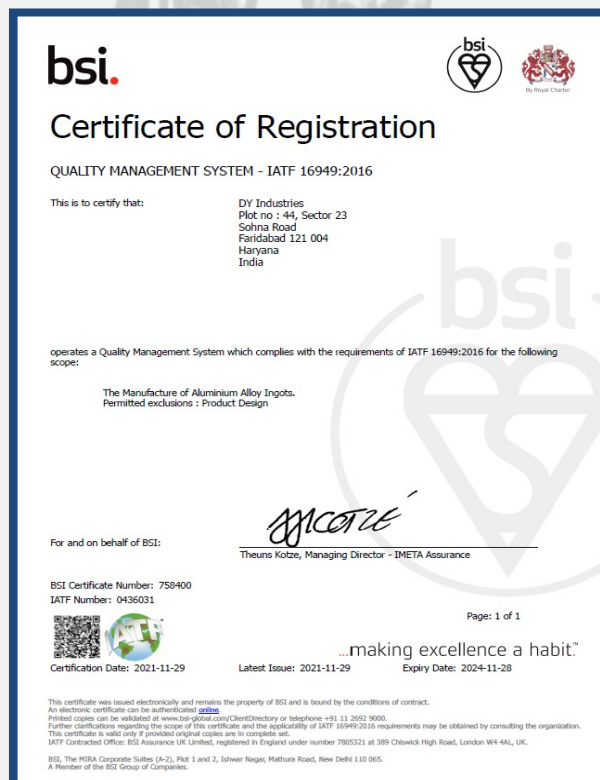 bsi.
bsi
By Royal Charter
Certificate of Registration
QUALITY MANAGEMENT SYSTEM - IATF 16949:2016
This is to certify that:
DY Industries
Plot no : 44, Sector 23
Sohna Road
Faridabad 121 004
Haryana
India
bsi
operates a Quality Management System which complies with the requirements of IATF 16949:2016 for the following
scope:
The Manufacture of Aluminium Alloy Ingots.
Permitted exclusions : Product Design
For and on behalf of BSI:
Theuns Kotze, Managing Director - IMETA Assurance
BSI Certificate Number: 758400
IATF Number: 0436031
IATF
Page: 1 of 1
...making excellence a habit.™
Certification Date: 2021-11-29
Latest Issue: 2021-11-29
Expiry Date: 2024-11-28
This certificate was issued electronically and remains the property of BSI and is bound by the conditions of contract.
An electronic certificate can be authenticated online.
Printed copies can be validated at www.bsi-global.com/ClientDirectory or telephone +91 11 2692 9000.
Further clarifications regarding the scope of this certificate and the applicability of IATF 16949:2016 requirements may be obtained by consulting the organization.
This certificate is valid only if provided original copies are in complete set.
IATF Contracted Office: BSI Assurance UK Limited, registered in England under number 7805321 at 389 Chiswick High Road, London W4 4AL, UK.
BSI, The MIRA Corporate Suites (A-2), Plot 1 and 2, Ishwar Nagar, Mathura Road, New Delhi 110 065.
A Member of the BSI Group of Companies.